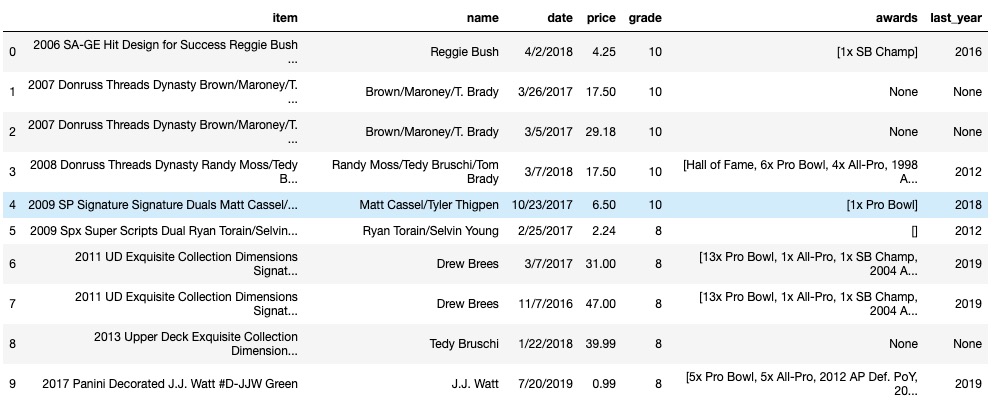 item name date price grade awards last_year
0 2006 SA-GE Hit Design for Success Reggie Bush ... Reggie Bush 4/2/2018 4.25 10 [1x SB Champ] 2016
1 2007 Donruss Threads Dynasty Brown/Maroney/T. ... Brown/Maroney/T. Brady 3/26/2017 17.50 10 None None
2 2007 Donruss Threads Dynasty Brown/Maroney/T. ... Brown/Maroney/T. Brady 3/5/2017 29.18 10 None None
3 2008 Donruss Threads Dynasty Randy Moss/Tedy B... Randy Moss/Tedy Bruschi/Tom Brady 3/7/2018 17.50 10 [Hall of Fame, 6x Pro Bowl, 4x All-Pro, 1998 A... 2012
4 2009 SP Signature Signature Duals Matt Cassel/... Matt Cassel/Tyler Thigpen 10/23/2017 6.50 10 [1x Pro Bowl] 2018
5 2009 Spx Super Scripts Dual Ryan Torain/Selvin... Ryan Torain/Selvin Young 2/25/2017 2.24 8 [] 2012
6 2011 UD Exquisite Collection Dimensions Signat... Drew Brees 3/7/2017 31.00 8 [13x Pro Bowl, 1x All-Pro, 1x SB Champ, 2004 A... 2019
7 2011 UD Exquisite Collection Dimensions Signat... Drew Brees 11/7/2016 47.00 8 [13x Pro Bowl, 1x All-Pro, 1x SB Champ, 2004 A... 2019
8 2013 Upper Deck Exquisite Collection Dimension... Tedy Bruschi 1/22/2018 39.99 8 None None
9 2017 Panini Decorated J.J. Watt #D-JJW Green J.J. Watt 7/20/2019 0.99 8 [5x Pro Bowl, 5x All-Pro, 2012 AP Def. PoY, 20... 2019